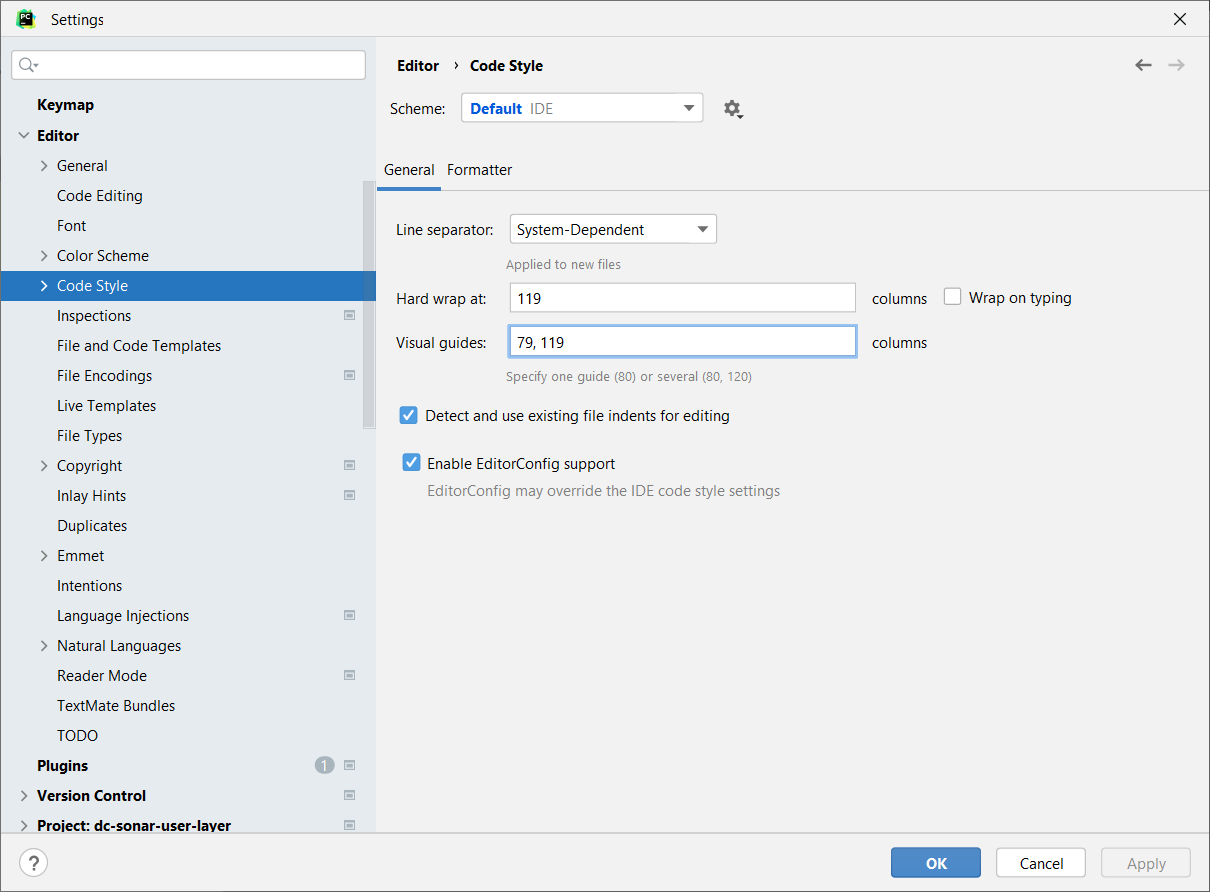 PC
Settings
Keymap
Editor
General
Code Editing
Font
Color Scheme
Code Style
Inspections
File and Code Templates
File Encodings
Live Templates
File Types
Copyright
Inlay Hints
Duplicates
Emmet
Intentions
Language Injections
Natural Languages
Reader Mode
TextMate Bundles
TODO
Plugins 1
Version Control
Project: dc-sonar-user-layer
Editor › Code Style
Scheme: Default IDE
General Formatter
Line separator: System-Dependent
Applied to new files
Hard wrap at: 119 columns Wrap on typing
Visual guides: 79, 119 columns
Specify one guide (80) or several (80, 120)
Detect and use existing file indents for editing
Enable EditorConfig support
EditorConfig may override the IDE code style settings
? OK Cancel Apply